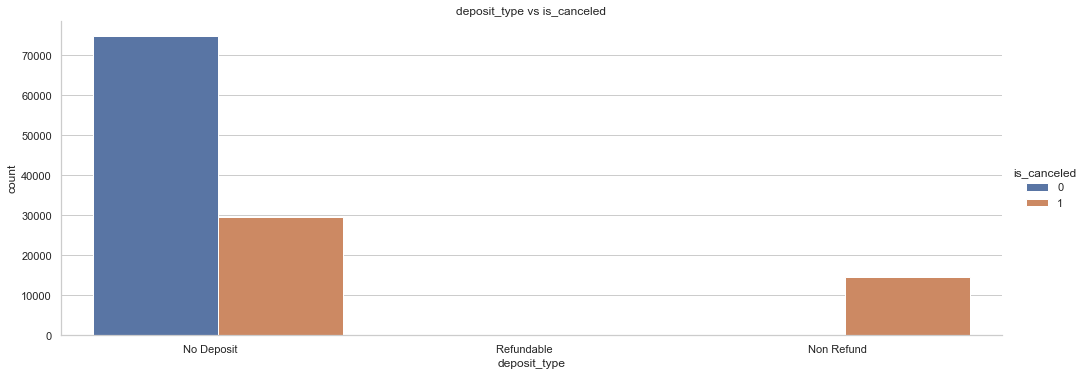 deposit_type vs is_canceled
70000
60000
50000
40000
30000
20000
10000
0
count
No Deposit
Refundable
Non Refund
deposit_type
is_canceled
0
1